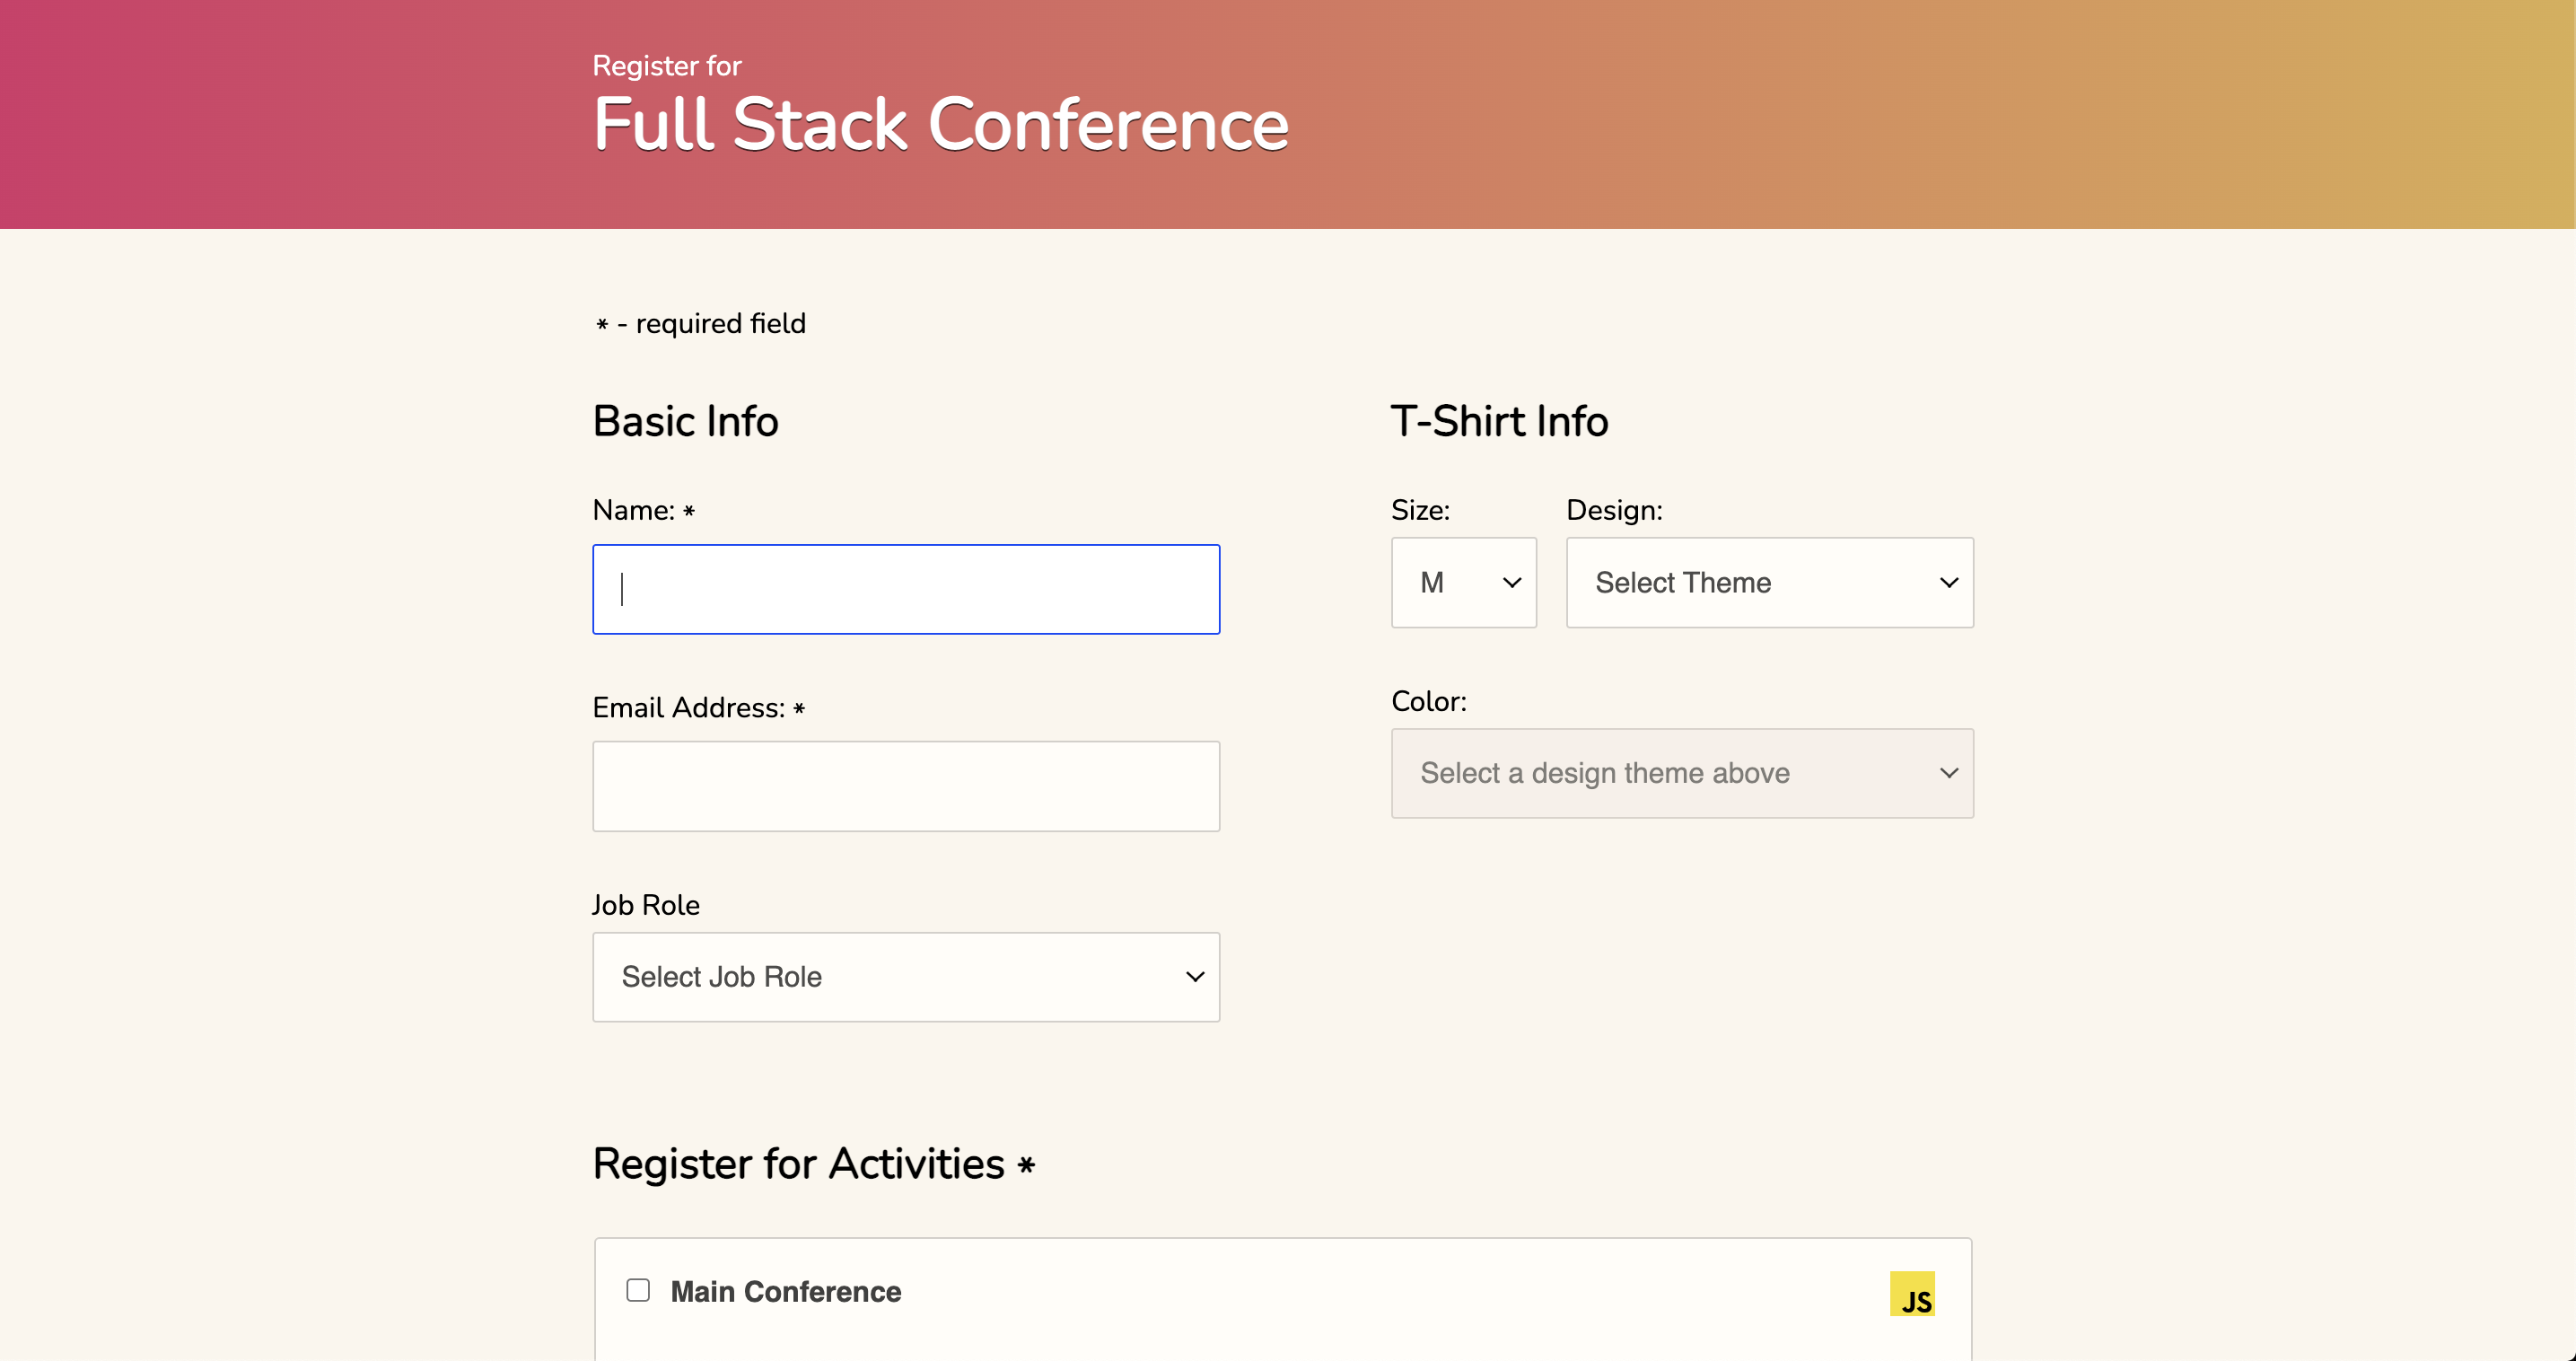 Register for
Full Stack Conference
* - required field
Basic Info
Name: *
Email Address: *
Job Role
Select Job Role
T-Shirt Info
Size:
M
Design:
Select Theme
Color:
Select a design theme above
Register for Activities *
Main Conference
JS